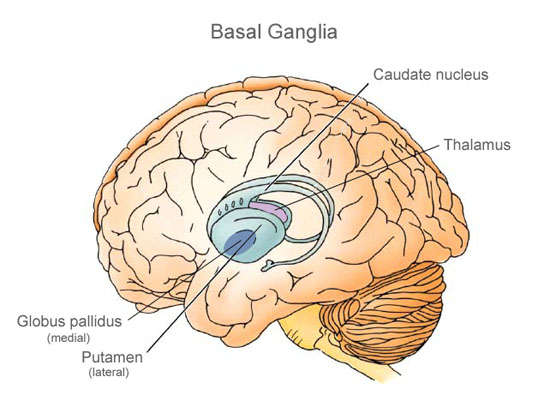 Basal Ganglia
Caudate nucleus
Thalamus
Globus pallidus
(medial)
Putamen
(lateral)